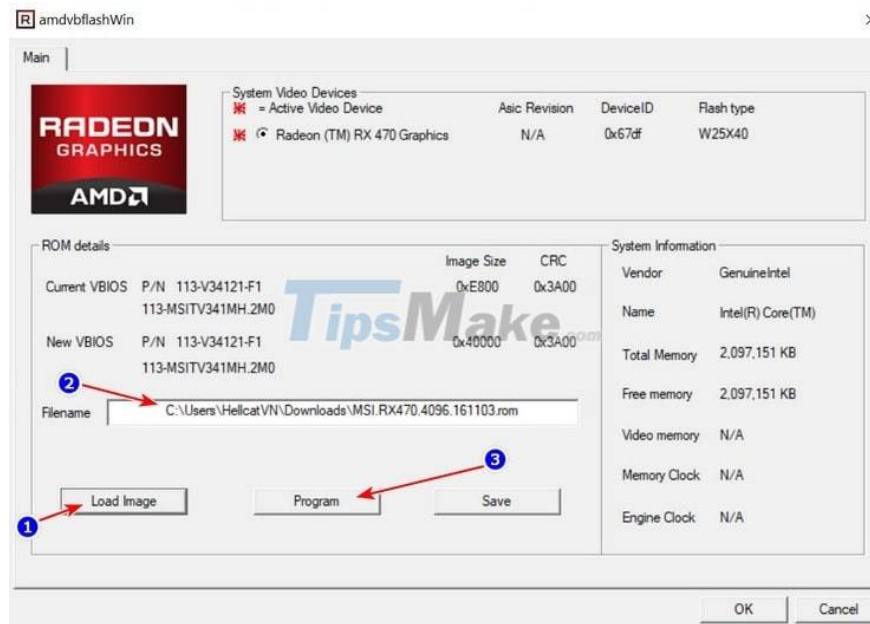 R amdvbflashWin
Main
RADEON
GRAPHICS
AMD
System Video Devices
= Active Video Device Asic Revision DeviceID Flash type
Radeon (TM) RX 470 Graphics N/A 0x67df W25X40
ROM details
Image Size CRC
Current VBIOS P/N 113-V34121-F1 0xE800 0x3A00
113-MSITV341MH.2M0
New VBIOS P/N 113-V34121-F1 0x40000 0x3A00
113-MSITV341MH.2M0
TipsMake.com
2
Filename C:\Users\HellcatVN\Downloads\MSI.RX470.4096.161103.rom
3
Load Image Program Save
1
System Information
Vendor GenuineIntel
Name Intel(R) Core(TM)
Total Memory 2,097,151 KB
Free memory 2,097,151 KB
Video memory N/A
Memory Clock N/A
Engine Clock N/A
OK Cancel